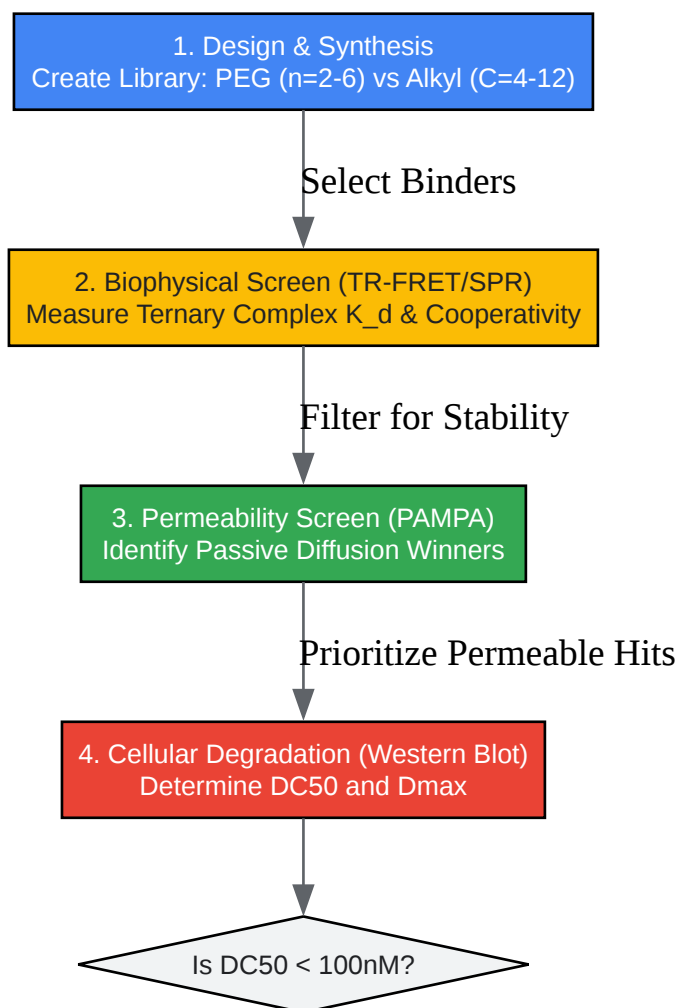 1. Design & Synthesis
Create Library: PEG (n=2-6) vs Alkyl (C=4-12)
Select Binders
2. Biophysical Screen (TR-FRET/SPR)
Measure Ternary Complex K_d & Cooperativity
Filter for Stability
3. Permeability Screen (PAMPA)
Identify Passive Diffusion Winners
Prioritize Permeable Hits
4. Cellular Degradation (Western Blot)
Determine DC50 and Dmax
Is DC50 < 100nM?